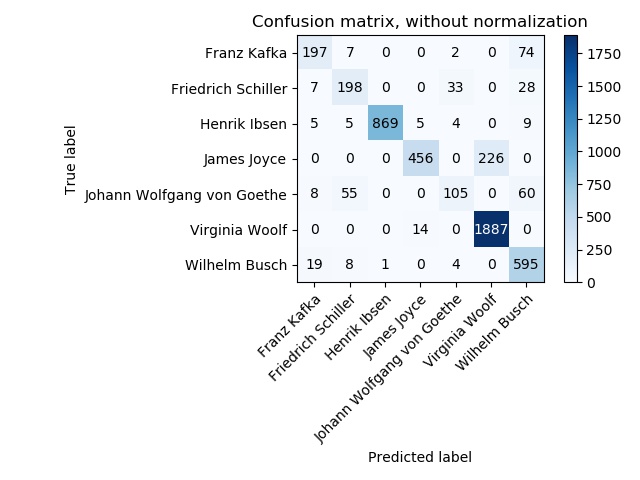 Confusion matrix, without normalization
True label
Franz Kafka 197 7 0 0 2 0 74
Friedrich Schiller 7 198 0 0 33 0 28
Henrik Ibsen 5 5 869 5 4 0 9
James Joyce 0 0 0 456 0 226 0
Johann Wolfgang von Goethe 8 55 0 0 105 0 60
Virginia Woolf 0 0 0 14 0 1887 0
Wilhelm Busch 19 8 1 0 4 0 595
Franz Kafka
Friedrich Schiller
Henrik Ibsen
James Joyce
Johann Wolfgang von Goethe
Virginia Woolf
Wilhelm Busch
Predicted label
1750
1500
1250
1000
750
500
250
0